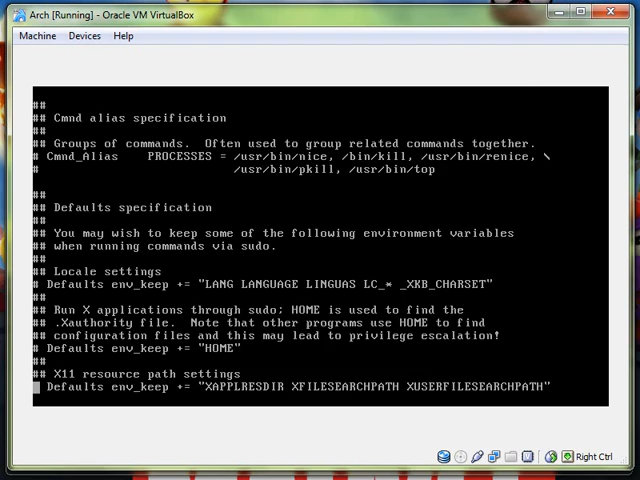 Arch [Running] - Oracle VM VirtualBox
Machine Devices Help
##
## Cmnd alias specification
##
## Groups of commands.  Often used to group related commands together.
# Cmnd_Alias    PROCESSES = /usr/bin/nice, /bin/kill, /usr/bin/renice, \
#                           /usr/bin/pkill, /usr/bin/top
##
## Defaults specification
##
## You may wish to keep some of the following environment variables
## when running commands via sudo.
##
## Locale settings
# Defaults env_keep += "LANG LANGUAGE LINGUAS LC_* _XKB_CHARSET"
##
## Run X applications through sudo; HOME is used to find the
## .Xauthority file.  Note that other programs use HOME to find
## configuration files and this may lead to privilege escalation!
# Defaults env_keep += "HOME"
##
## X11 resource path settings
Defaults env_keep += "XAPPLRESDIR XFILESEARCHPATH XUSERFILESEARCHPATH"
Right Ctrl